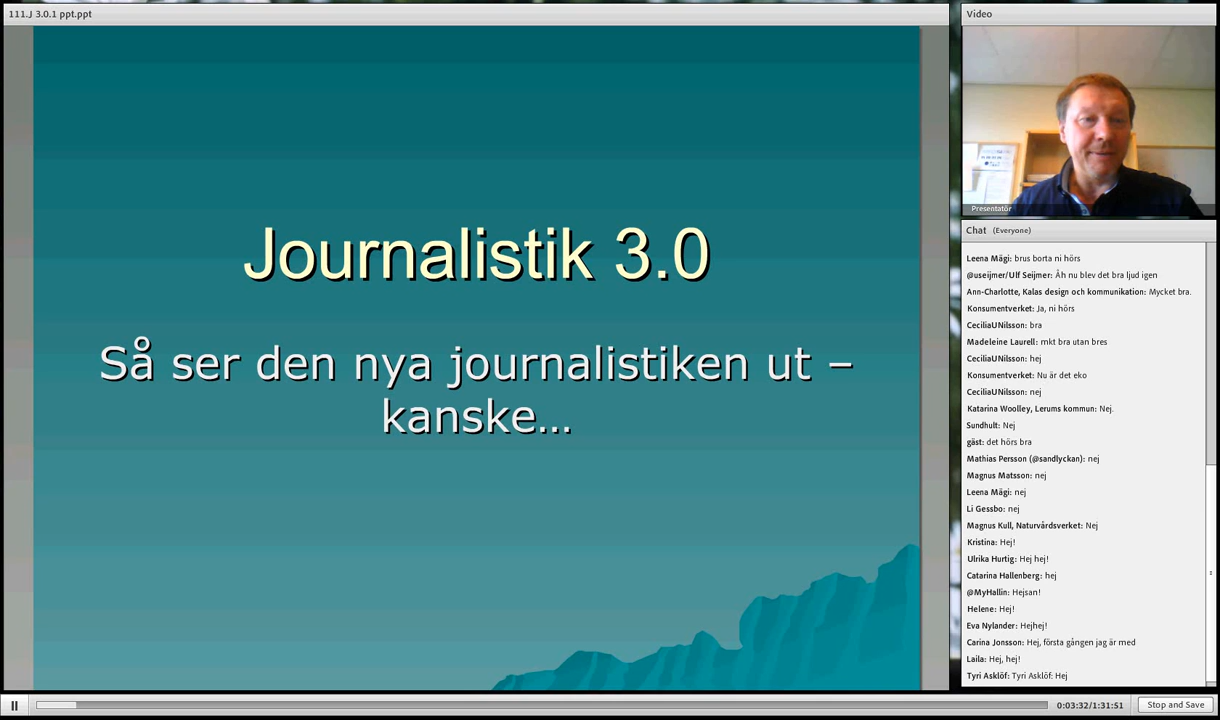 111.J 3.0.1 ppt.ppt
Journalistik 3.0
Så ser den nya journalistiken ut –
kanske...
Video
Presentatör
Chat (Everyone)
Leena Mägi: brus borta ni hörs
@useijmer/Ulf Seijmer: Åh nu blev det bra ljud igen
Ann-Charlotte, Kalas design och kommunikation: Mycket bra.
Konsumentverket: Ja, ni hörs
CeciliaUNilsson: bra
Madeleine Laurell: mkt bra utan bres
CeciliaUNilsson: hej
Konsumentverket: Nu är det eko
CeciliaUNilsson: nej
Katarina Woolley, Lerums kommun: Nej.
Sundhult: Nej
gäst: det hörs bra
Mathias Persson (@sandlyckan): nej
Magnus Matsson: nej
Leena Mägi: nej
Li Gessbo: nej
Magnus Kull, Naturvårdsverket: Nej
Kristina: Hej!
Ulrika Hurtig: Hej hej!
Catarina Hallenberg: hej
@MyHallin: Hejsan!
Helene: Hej!
Eva Nylander: Hejhej!
Carina Jonsson: Hej, första gången jag är med
Laila: Hej, hej!
Tyri Asklöf: Tyri Asklöf: Hej
0:03:32/1:31:51
Stop and Save